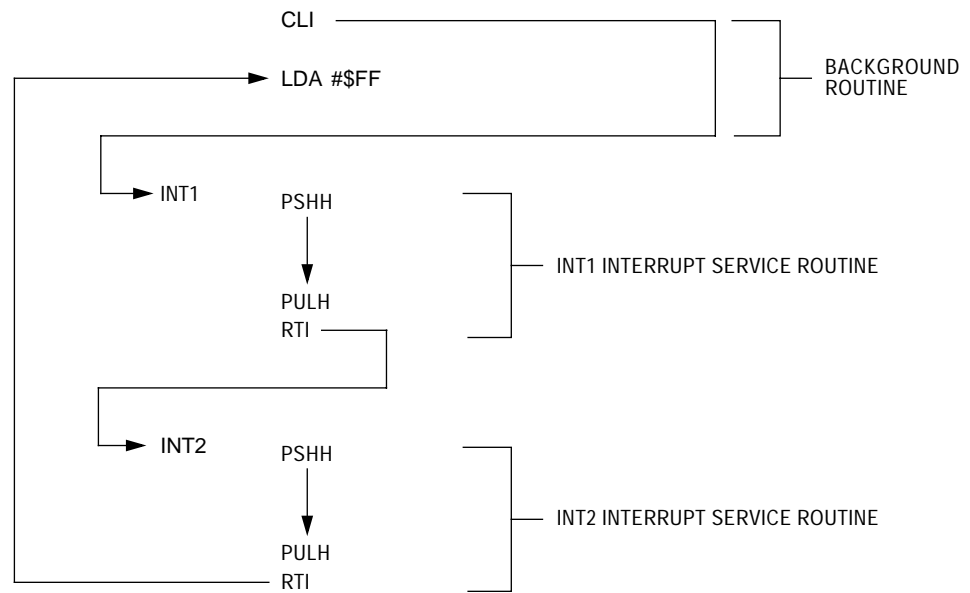 CLI
LDA #$FF
BACKGROUND
ROUTINE
INT1
PSHH
INT1 INTERRUPT SERVICE ROUTINE
PULH
RTI
INT2
PSHH
INT2 INTERRUPT SERVICE ROUTINE
PULH
RTI